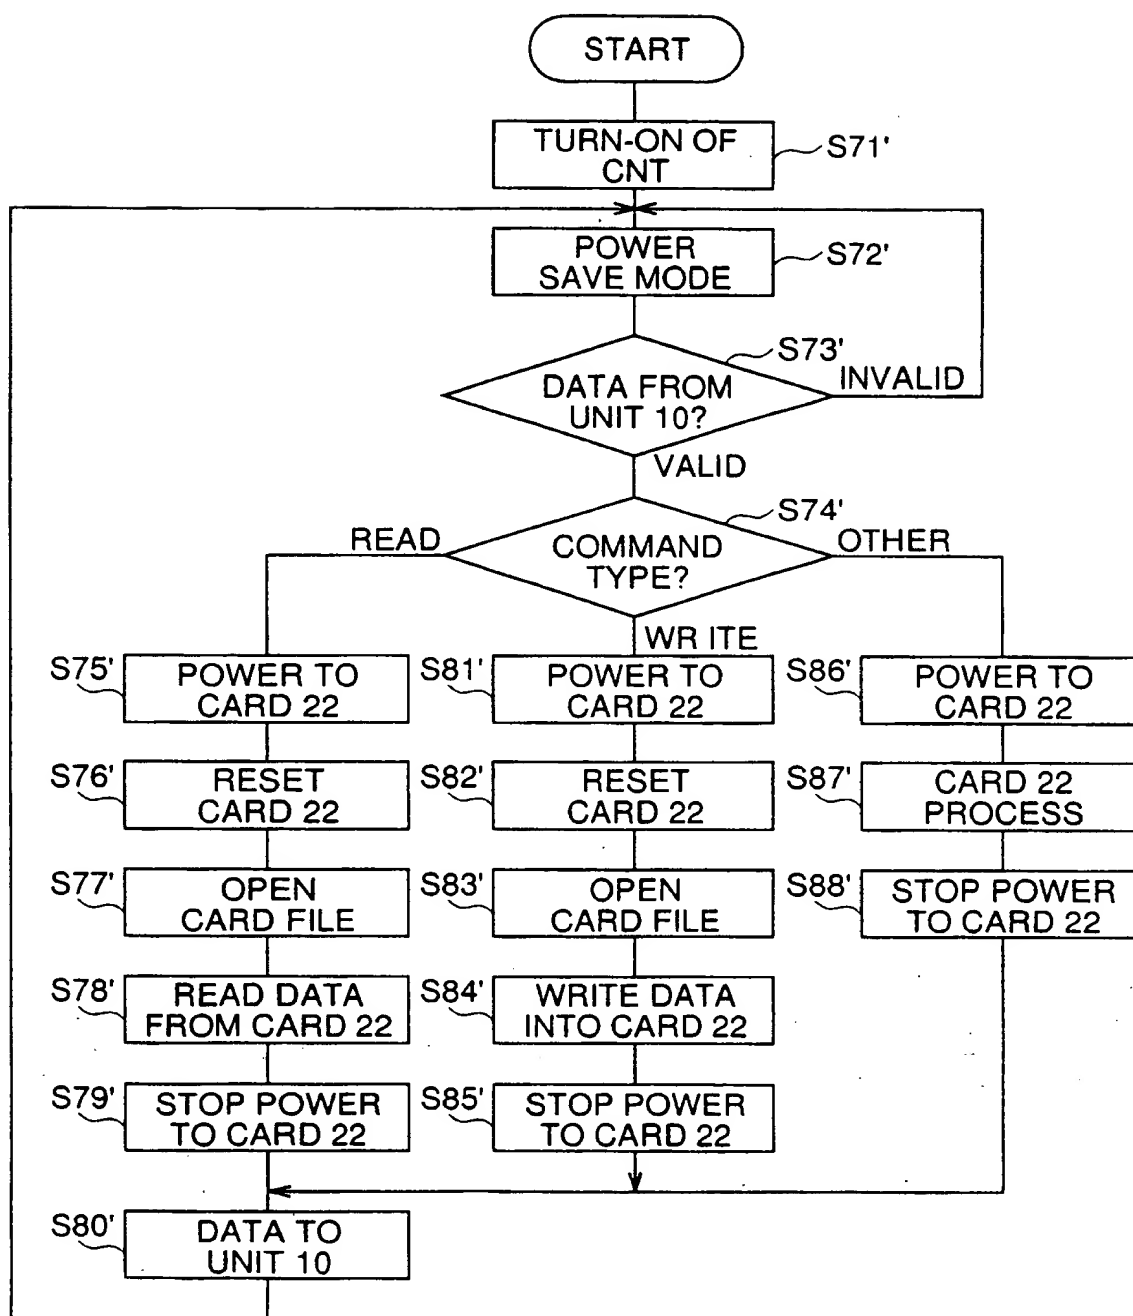 START
TURN-ON OF
CNT
S71'
POWER
SAVE MODE
S72'
S73'
DATA FROM
UNIT 10?
INVALID
VALID
S74'
READ
COMMAND
TYPE?
OTHER
WR ITE
S75'
POWER TO
CARD 22
S81'
POWER TO
CARD 22
S86'
POWER TO
CARD 22
S76'
RESET
CARD 22
S82'
RESET
CARD 22
S87'
CARD 22
PROCESS
S77'
OPEN
CARD FILE
S83'
OPEN
CARD FILE
S88'
STOP POWER
TO CARD 22
S78'
READ DATA
FROM CARD 22
S84'
WRITE DATA
INTO CARD 22
S79'
STOP POWER
TO CARD 22
S85'
STOP POWER
TO CARD 22
S80'
DATA TO
UNIT 10